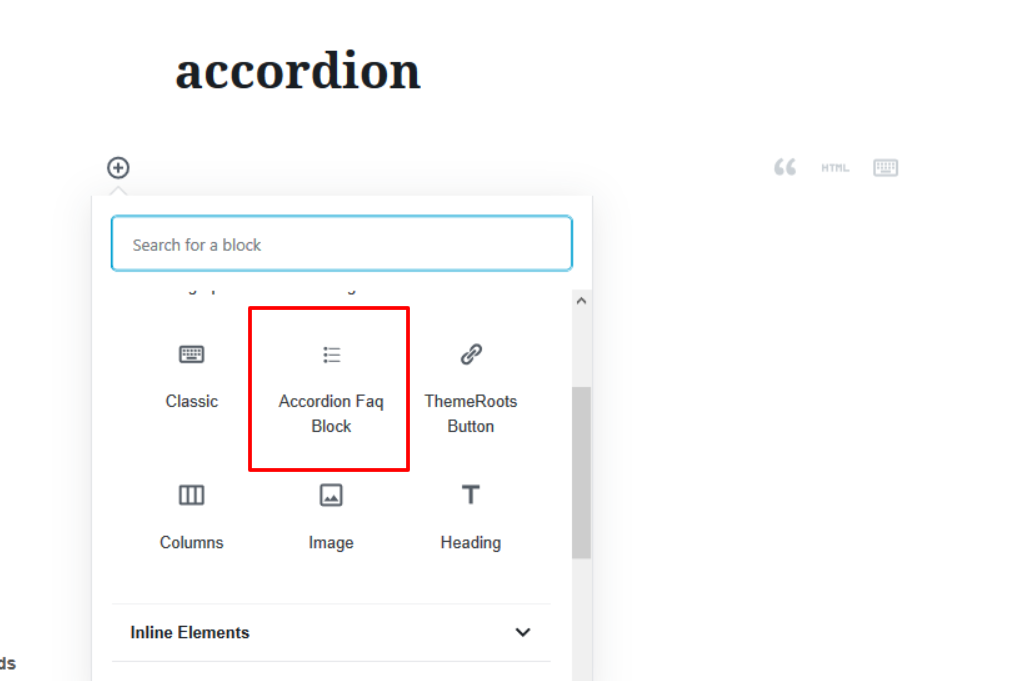 accordion
HTML
Search for a block
Classic
Accordion Faq
Block
ThemeRoots
Button
Columns
Image
Heading
Inline Elements
ds